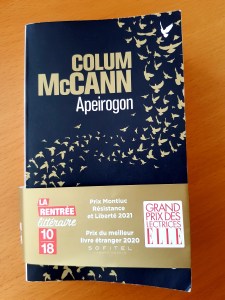 COLUM
McCANN
Apeirogon
LA
RENTRÉE
littéraire
10
18
Prix Montluc
Résistance
et Liberté 2021
Prix du meilleur
livre étranger 2020
SOFITEL
GRAND
PRIX DES
LECTRICES
ELLE